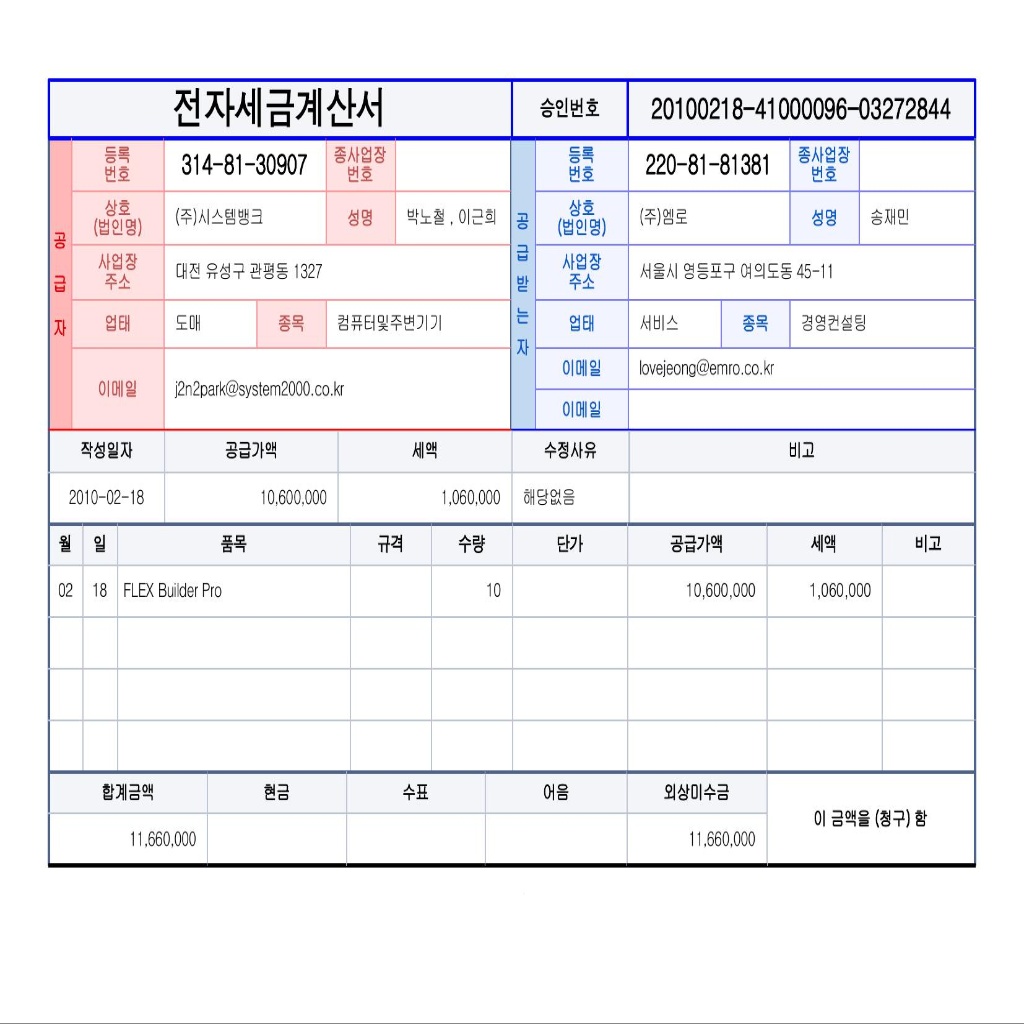 전자세금계산서 승인번호 20100218-41000096-03272844
공급자 등록번호 314-81-30907 종사업장번호
상호(법인명) (주)시스템뱅크 성명 박노철 , 이근희
사업장주소 대전 유성구 관평동 1327
업태 도매 종목 컴퓨터및주변기기
이메일 j2n2park@system2000.co.kr
공급받는자 등록번호 220-81-81381 종사업장번호
상호(법인명) (주)엠로 성명 송재민
사업장주소 서울시 영등포구 여의도동 45-11
업태 서비스 종목 경영컨설팅
이메일 lovejeong@emro.co.kr
이메일
작성일자 공급가액 세액 수정사유 비고
2010-02-18 10,600,000 1,060,000 해당없음
월 일 품목 규격 수량 단가 공급가액 세액 비고
02 18 FLEX Builder Pro 10 10,600,000 1,060,000
합계금액 현금 수표 어음 외상미수금 이 금액을 (청구) 함
11,660,000 11,660,000